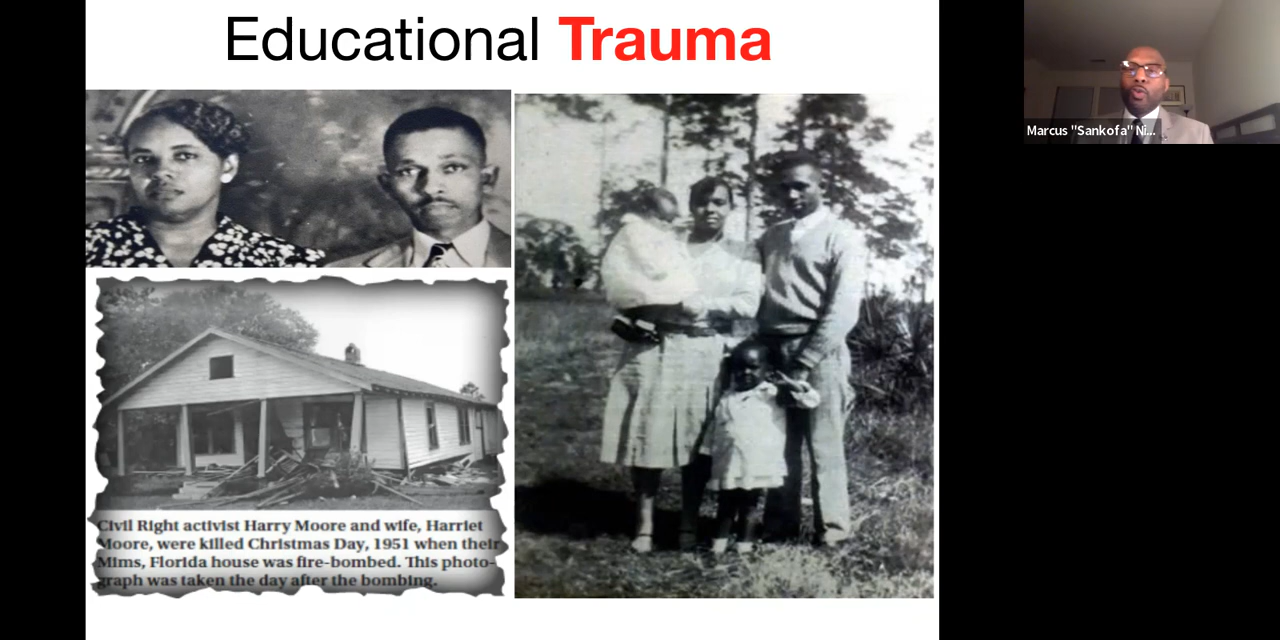 Educational Trauma
Marcus "Sankofa" Ni...
Civil Right activist Harry Moore and wife, Harriet
Moore, were killed Christmas Day, 1951 when their
Mims, Florida house was fire-bombed. This photo-
graph was taken the day after the bombing.